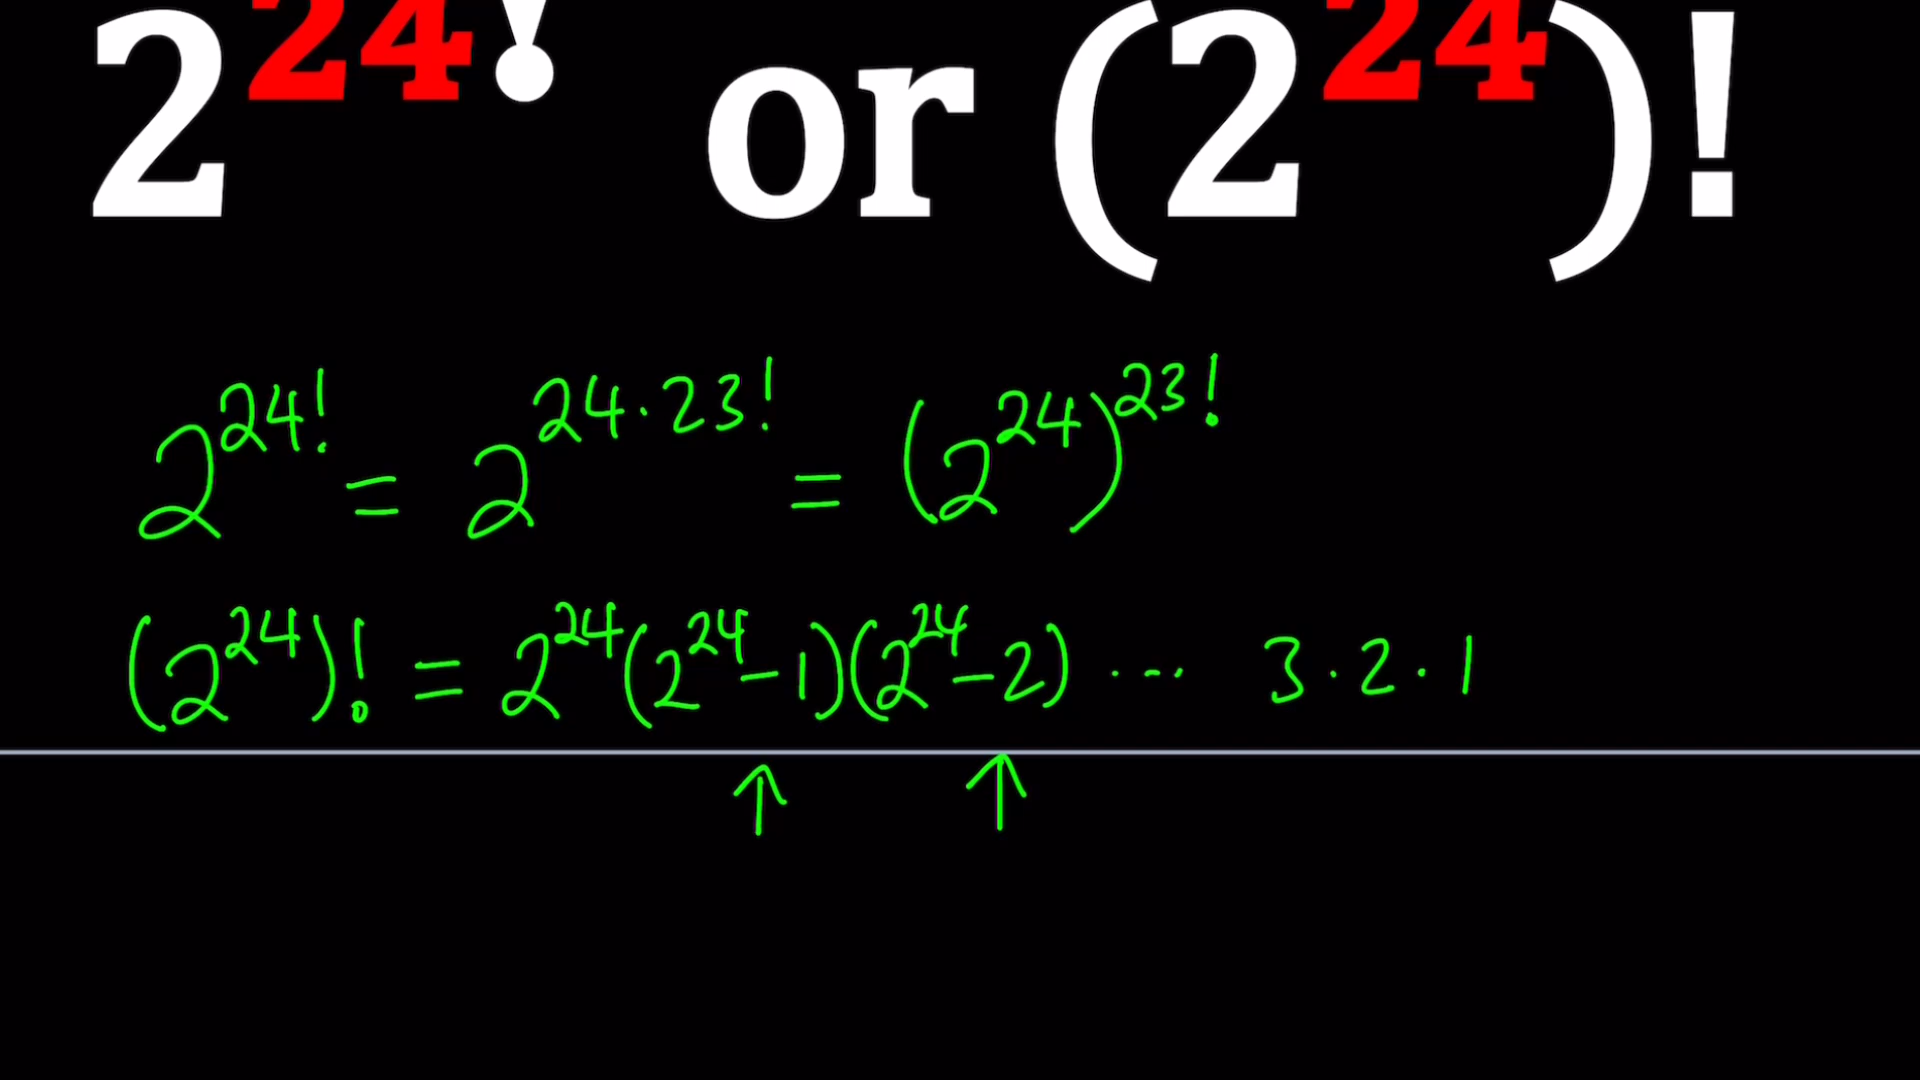 2^24! or (2^24)!
2^24! = 2^24·23! = (2^24)^23!
(2^24)! = 2^24(2^24-1)(2^24-2) ··· 3·2·1
↑ ↑